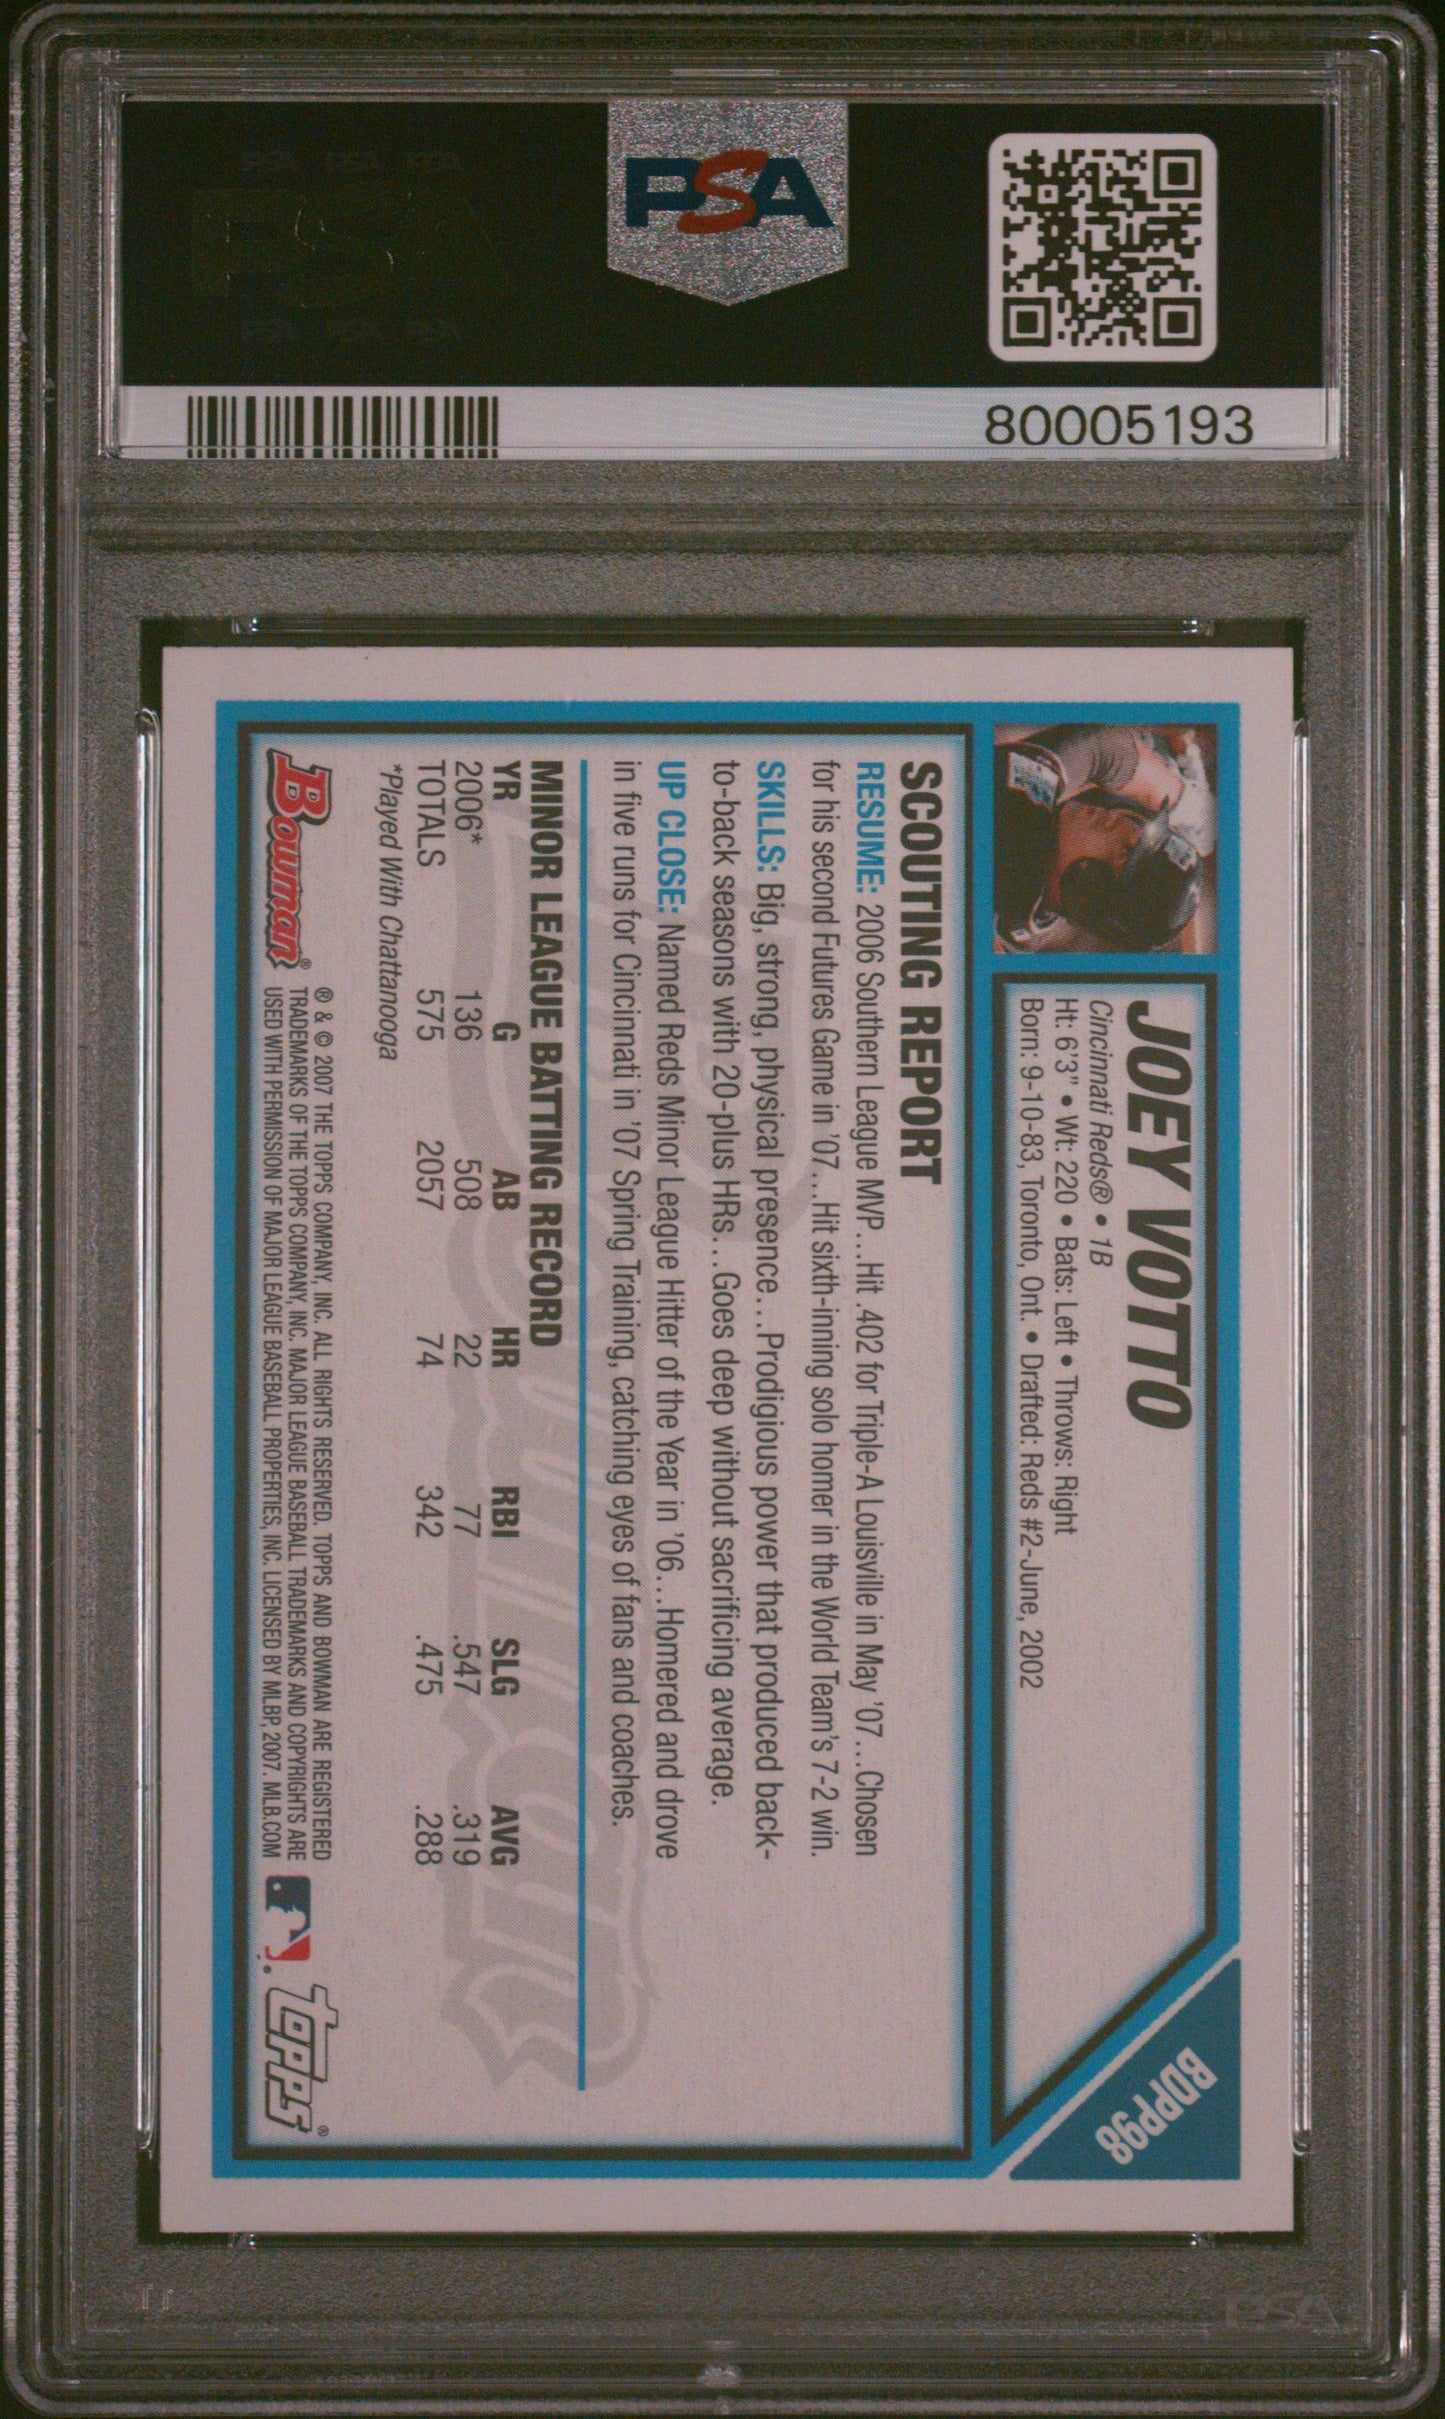 PSA
80005193
JOEY VOTTO
Cincinnati Reds® • 1B
Ht: 6'3" • Wt: 220 • Bats: Left • Throws: Right
Born: 9-10-83, Toronto, Ont. • Drafted: Reds #2-June, 2002
BDPP98
SCOUTING REPORT
RESUME: 2006 Southern League MVP...Hit .402 for Triple-A Louisville in May '07...Chosen
for his second Futures Game in '07...Hit sixth-inning solo homer in the World Team's 7-2 win.
SKILLS: Big, strong, physical presence...Prodigious power that produced back-
to-back seasons with 20-plus HRs...Goes deep without sacrificing average.
UP CLOSE: Named Reds Minor League Hitter of the Year in '06...Homered and drove
in five runs for Cincinnati in '07 Spring Training, catching eyes of fans and coaches.
MINOR LEAGUE BATTING RECORD
YR G AB HR RBI SLG AVG
2006* 136 508 22 77 .547 .319
TOTALS 575 2057 74 342 .475 .288
*Played With Chattanooga
Bowman®
® & © 2007 THE TOPPS COMPANY, INC. ALL RIGHTS RESERVED. TOPPS AND BOWMAN ARE REGISTERED
TRADEMARKS OF THE TOPPS COMPANY, INC. MAJOR LEAGUE BASEBALL TRADEMARKS AND COPYRIGHTS ARE
USED WITH PERMISSION OF MAJOR LEAGUE BASEBALL PROPERTIES, INC. LICENSED BY MLBP, 2007. MLB.COM
topps®
PSA